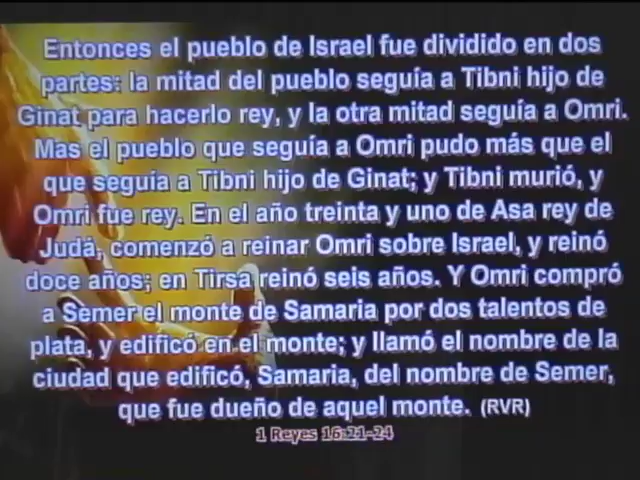 Entonces el pueblo de Israel fue dividido en dos
partes: la mitad del pueblo seguía a Tibni hijo de
Ginat para hacerlo rey, y la otra mitad seguía a Omri.
Mas el pueblo que seguía a Omri pudo más que el
que seguía a Tibni hijo de Ginat; y Tibni murió, y
Omri fue rey. En el año treinta y uno de Asa rey de
Judá, comenzó a reinar Omri sobre Israel, y reinó
doce años; en Tirsa reinó seis años. Y Omri compró
a Semer el monte de Samaria por dos talentos de
plata, y edificó en el monte; y llamó el nombre de la
ciudad que edificó, Samaria, del nombre de Semer,
que fue dueño de aquel monte. (RVR)
1 Reyes 16:21-24